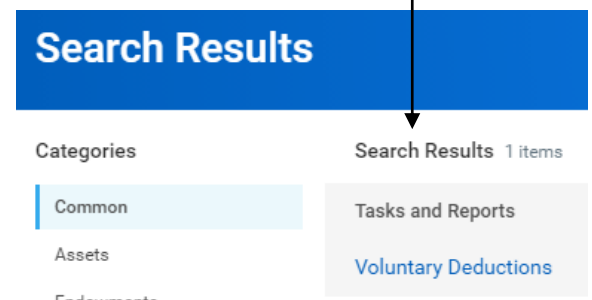 Search Results
Categories
Common
Assets
Search Results 1 items
Tasks and Reports
Voluntary Deductions